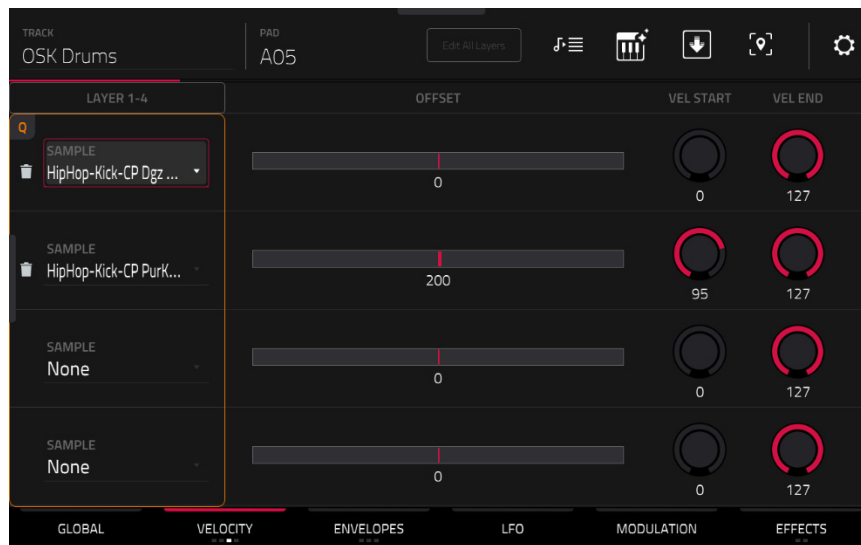 TRACK
OSK Drums
PAD
A05
Edit All Layers
LAYER 1-4
OFFSET
VEL START
VEL END
Q
SAMPLE
HipHop-Kick-CP Dgz ...
0
0
127
SAMPLE
HipHop-Kick-CP PurK...
200
95
127
SAMPLE
None
0
0
127
SAMPLE
None
0
0
127
GLOBAL
VELOCITY
ENVELOPES
LFO
MODULATION
EFFECTS